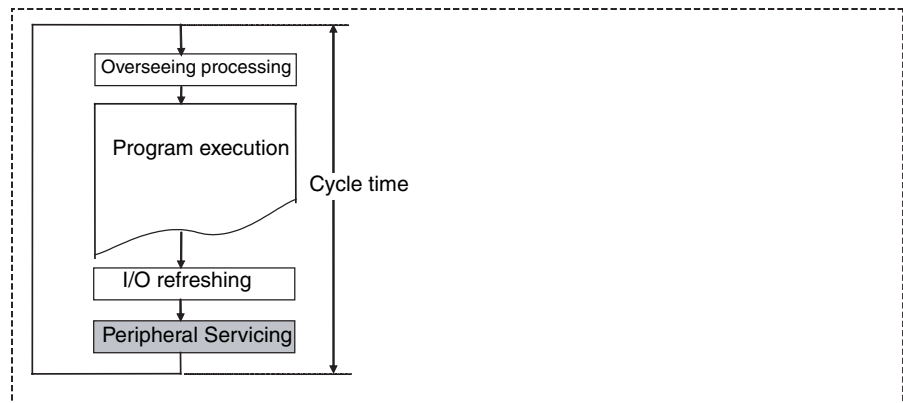 Overseeing processing
Program execution
Cycle time
I/O refreshing
Peripheral Servicing